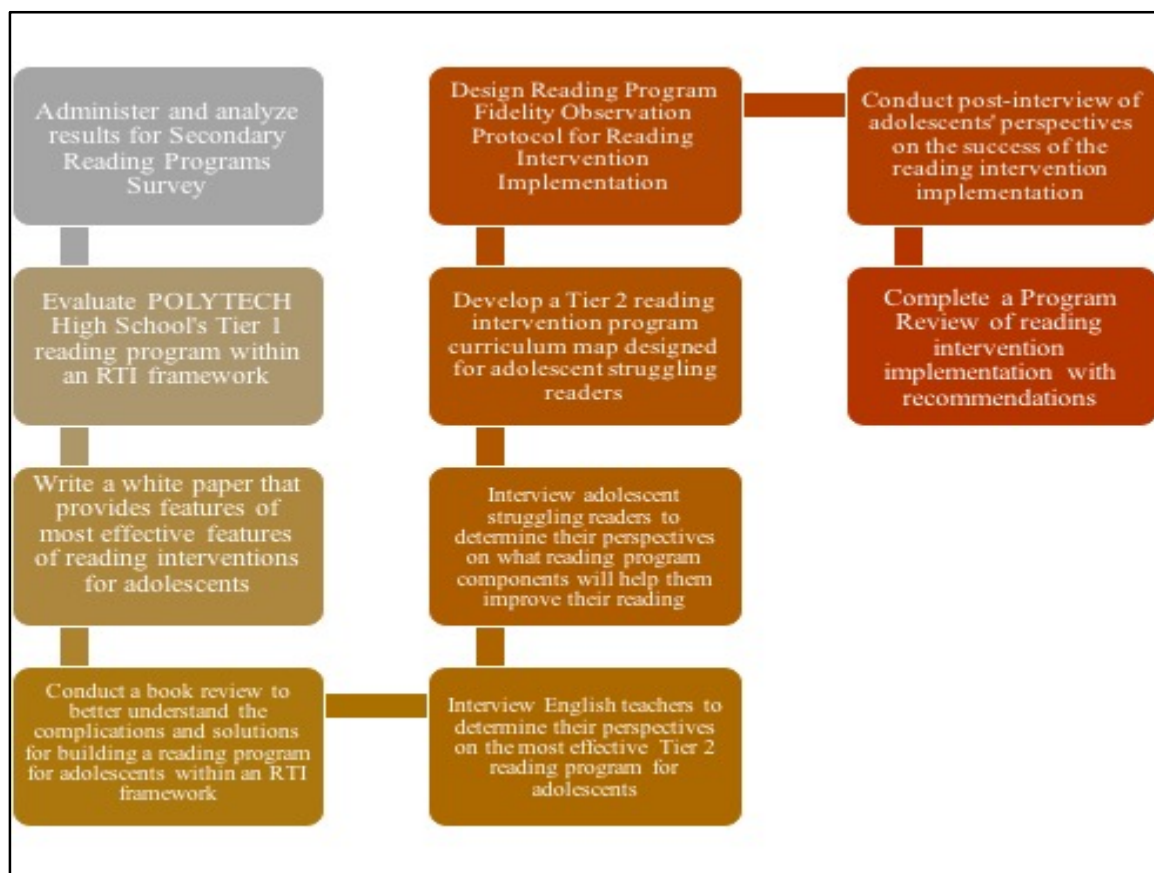 Administer and analyze
results for Secondary
Reading Programs
Survey
Evaluate POLYTECH
High School's Tier 1
reading program within
an RTI framework
Write a white paper that
provides features of
most effective features
of reading interventions
for adolescents
Conduct a book review to
better understand the
complications and solutions
for building a reading program
for adolescents within an RTI
framework
Interview English teachers to
determine their perspectives
on the most effective Tier 2
reading program for
adolescents
Interview adolescent
struggling readers to
determine their perspectives
on what reading program
components will help them
improve their reading
Develop a Tier 2 reading
intervention program
curriculum map designed
for adolescent struggling
readers
Design Reading Program
Fidelity Observation
Protocol for Reading
Intervention
Implementation
Conduct post-interview of
adolescents' perspectives
on the success of the
reading intervention
implementation
Complete a Program
Review of reading
intervention
implementation with
recommendations